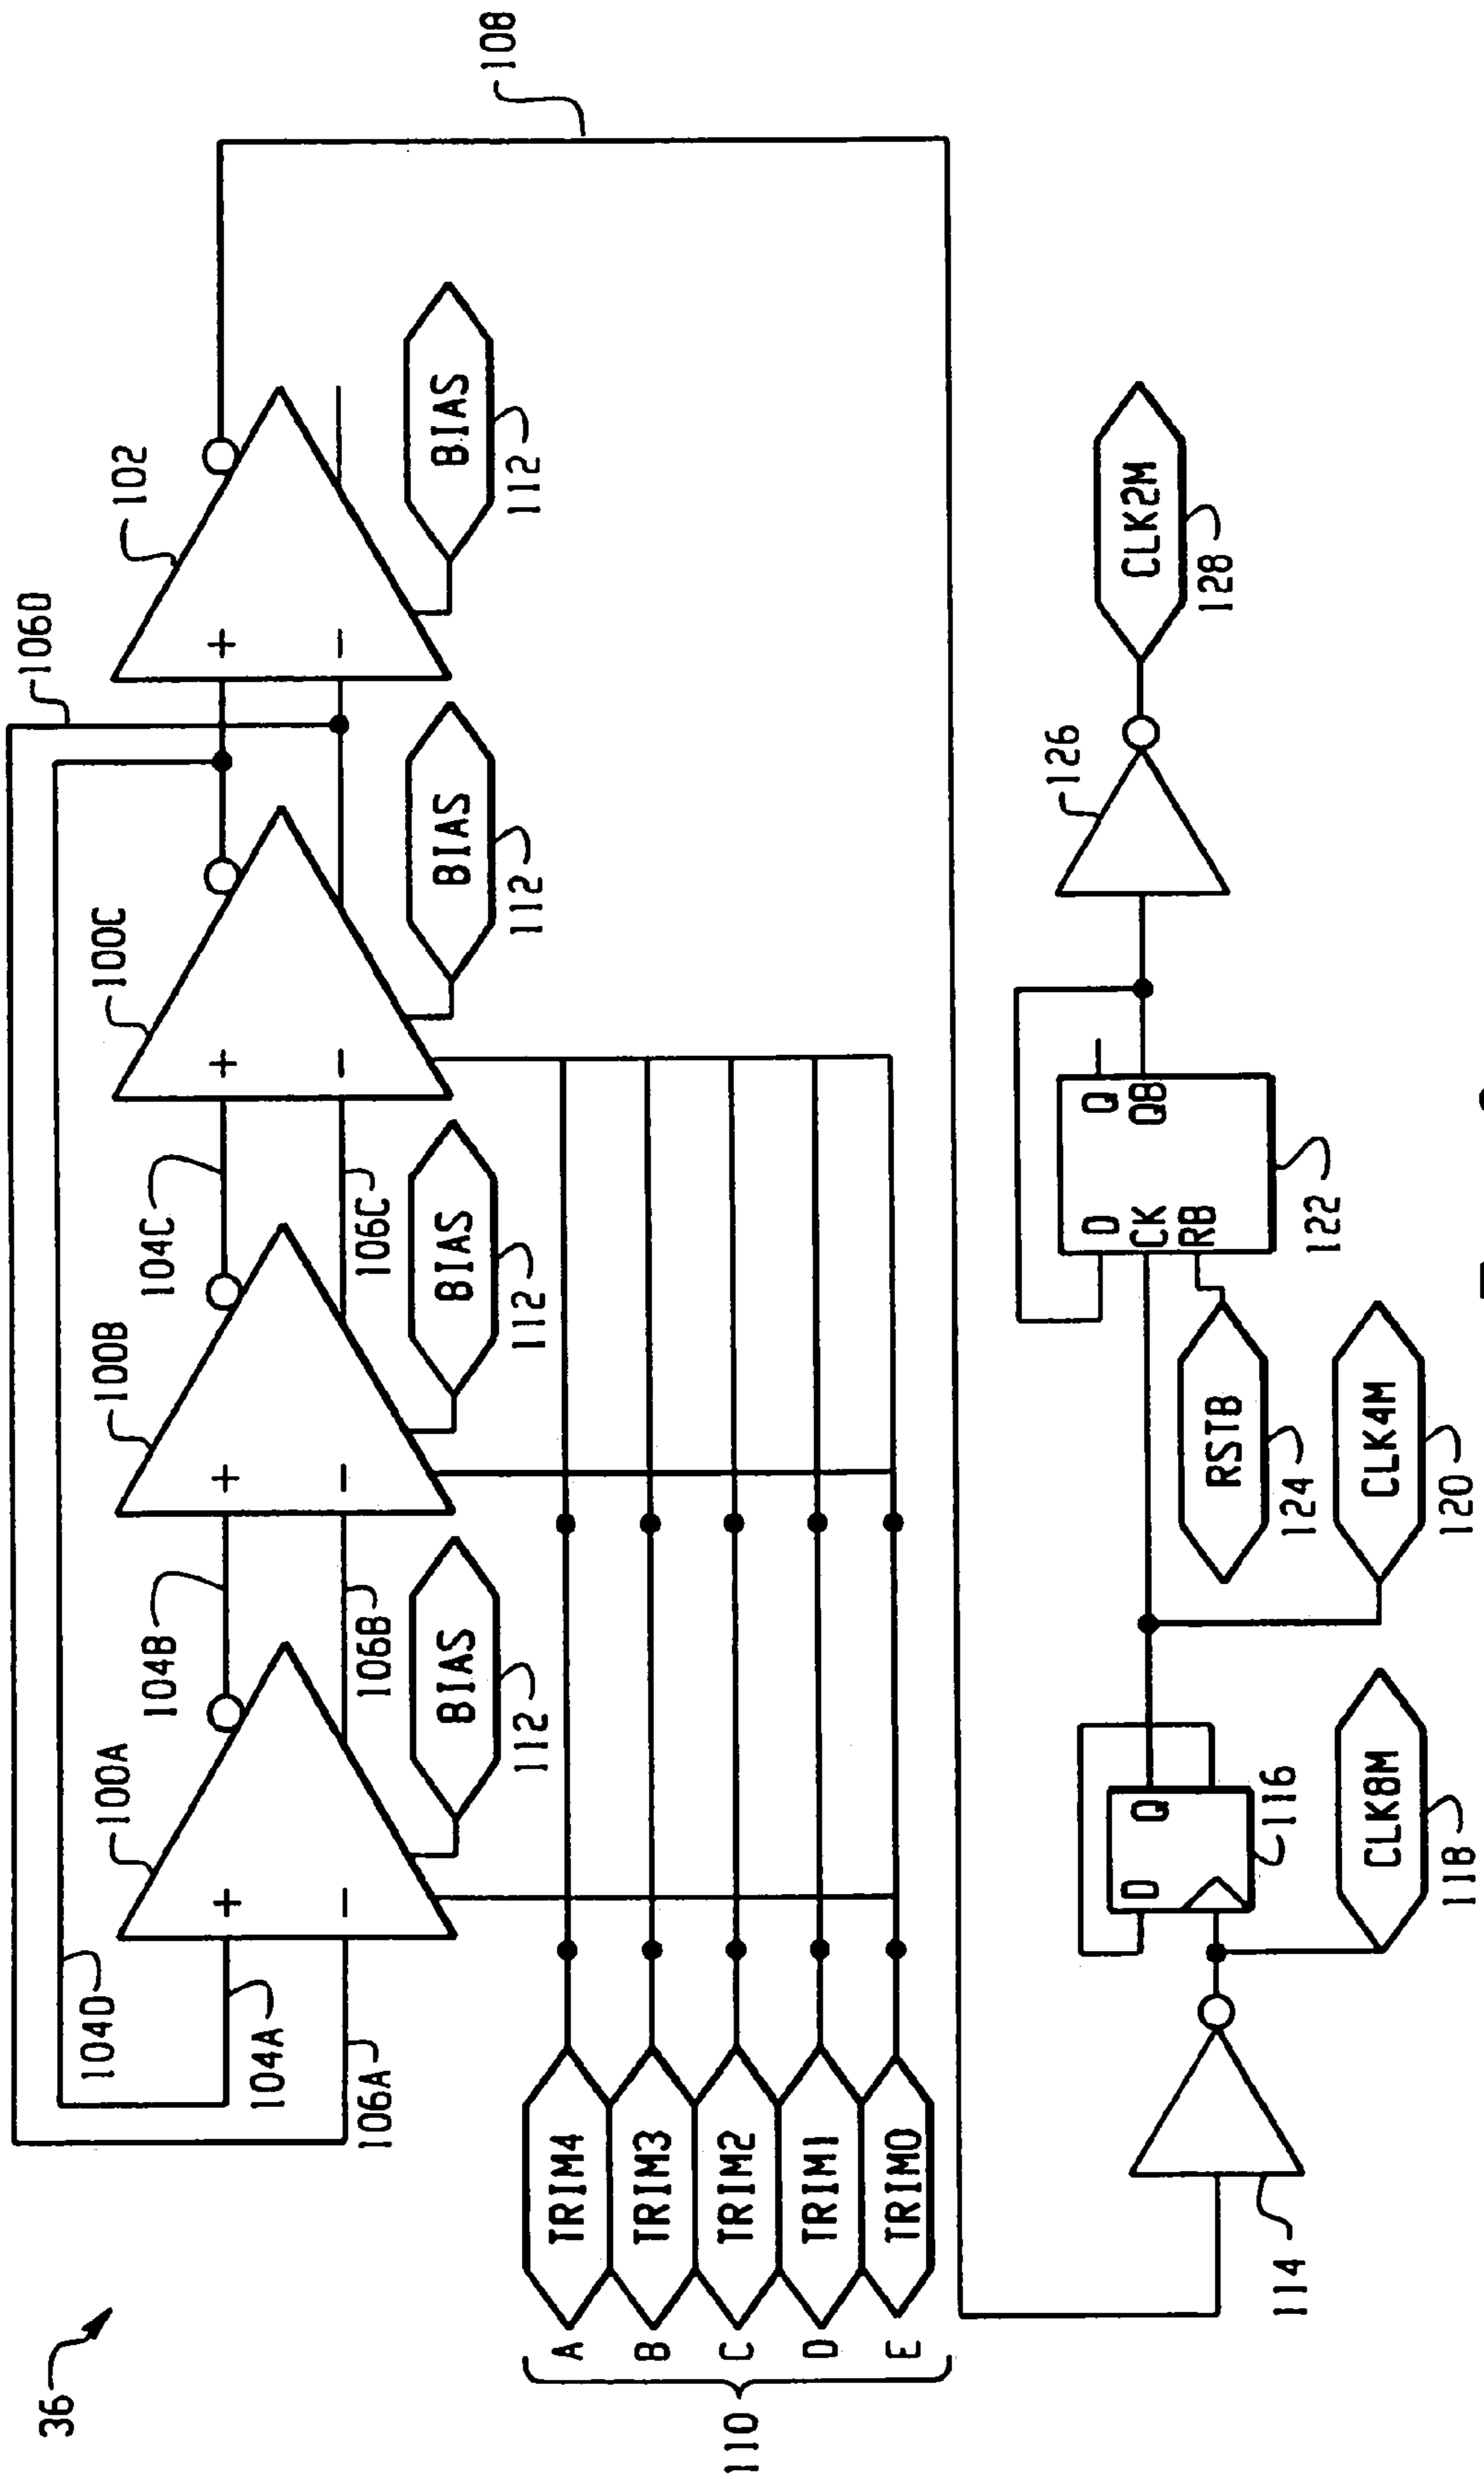 36
106D
104D
100A
104B
100B
104C
100C
102
108
+
-
+
-
+
-
+
-
104A
106A
106B
106C
BIAS
112
BIAS
112
BIAS
112
BIAS
112
110
A TRIM4
B TRIM3
C TRIM2
D TRIM1
E TRIM0
114
D Q
116
CLK8M
118
CLK4M
120
RSTB
124
D Q
CK QB
RB
122
126
CLK2M
128